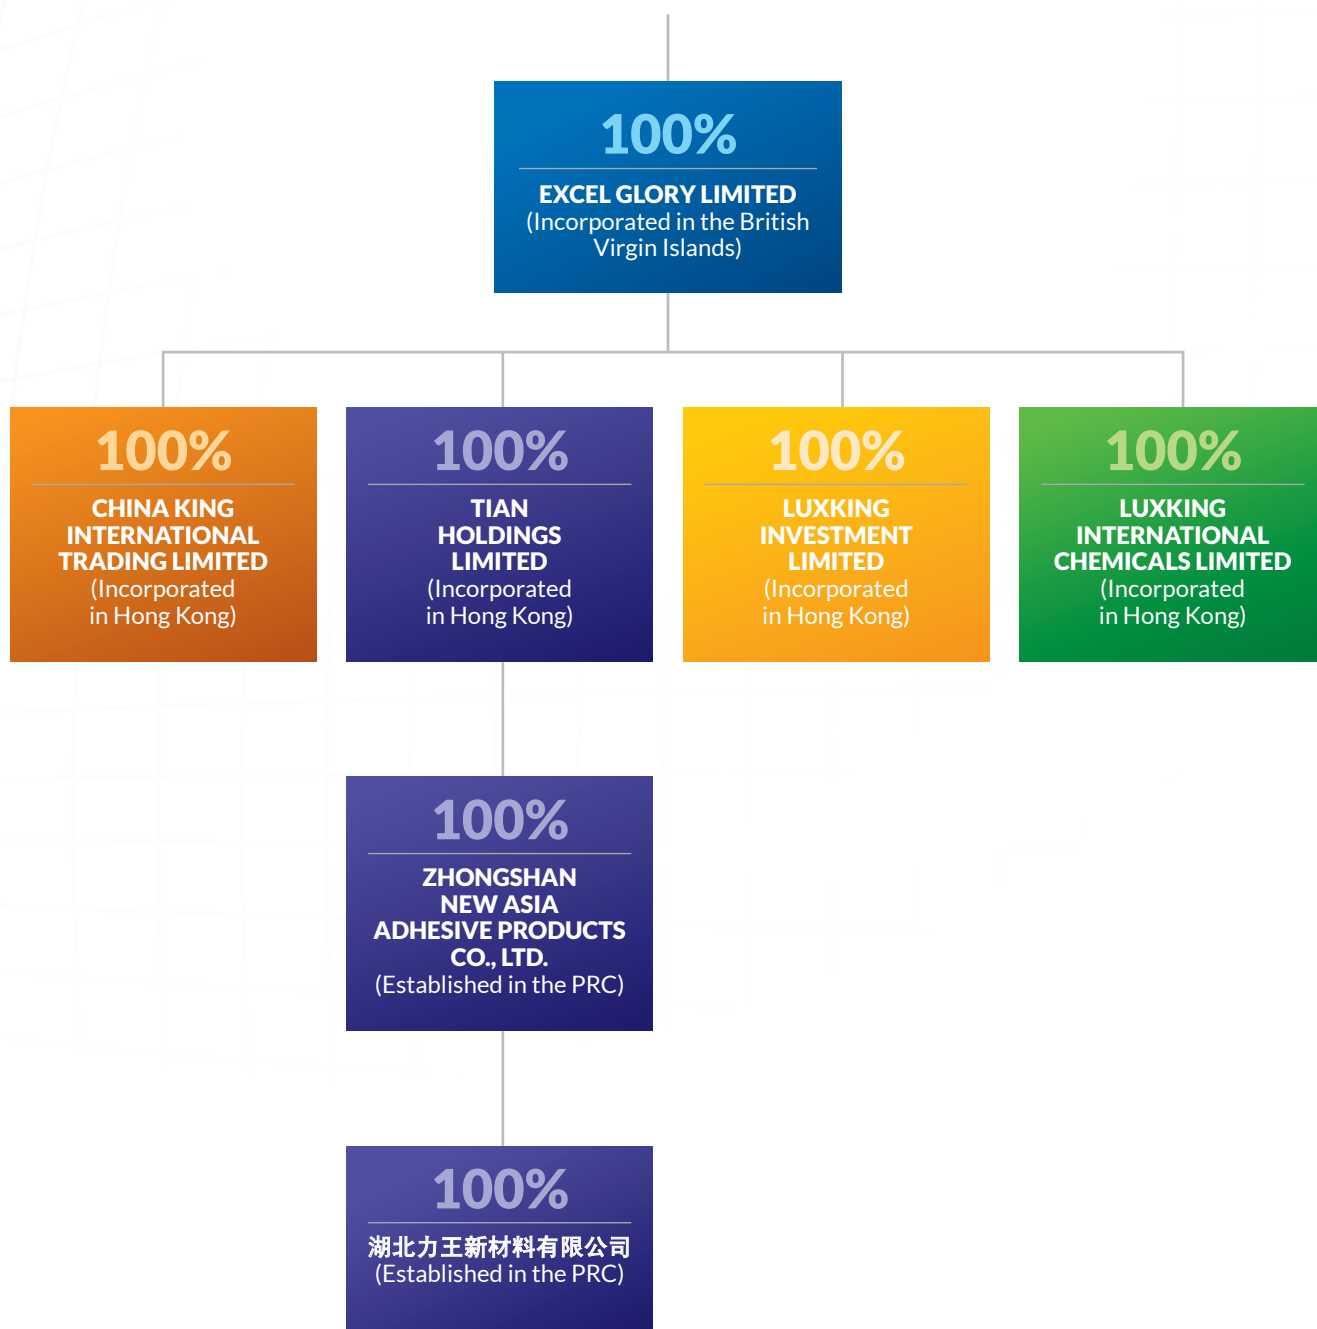 100%
EXCEL GLORY LIMITED
(Incorporated in the British
Virgin Islands)
100%
CHINA KING
INTERNATIONAL
TRADING LIMITED
(Incorporated
in Hong Kong)
100%
TIAN
HOLDINGS
LIMITED
(Incorporated
in Hong Kong)
100%
LUXKING
INVESTMENT
LIMITED
(Incorporated
in Hong Kong)
100%
LUXKING
INTERNATIONAL
CHEMICALS LIMITED
(Incorporated
in Hong Kong)
100%
ZHONGSHAN
NEW ASIA
ADHESIVE PRODUCTS
CO., LTD.
(Established in the PRC)
100%
湖北力王新材料有限公司
(Established in the PRC)